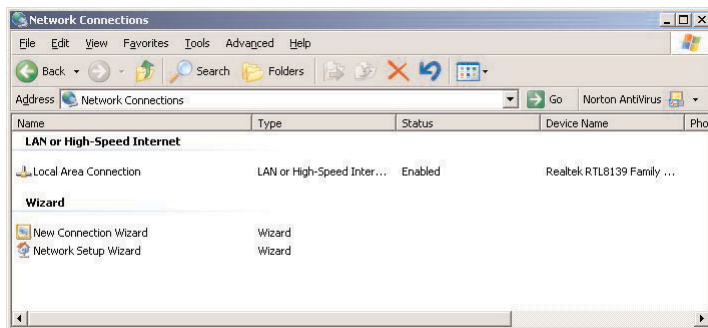 Network Connections
File Edit View Favorites Tools Advanced Help
Back Search Folders
Address Network Connections Go Norton AntiVirus
Name Type Status Device Name Pho
LAN or High-Speed Internet
Local Area Connection LAN or High-Speed Inter... Enabled Realtek RTL8139 Family ...
Wizard
New Connection Wizard Wizard
Network Setup Wizard Wizard